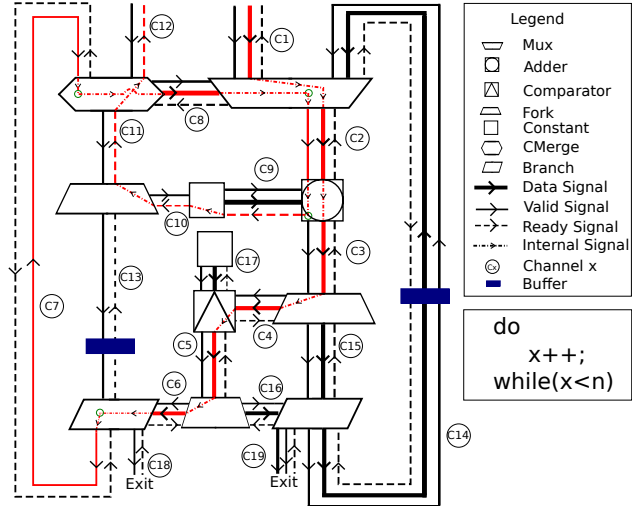 C12
C1
C2
C8
C11
C9
C10
C3
C17
C13
C7
C4
C5
C15
C6
C16
C14
C18
C19
Exit
Exit
Legend
Mux
Adder
Comparator
Fork
Constant
CMerge
Branch
Data Signal
Valid Signal
Ready Signal
Internal Signal
Cx Channel x
Buffer
do
x++;
while(x<n)